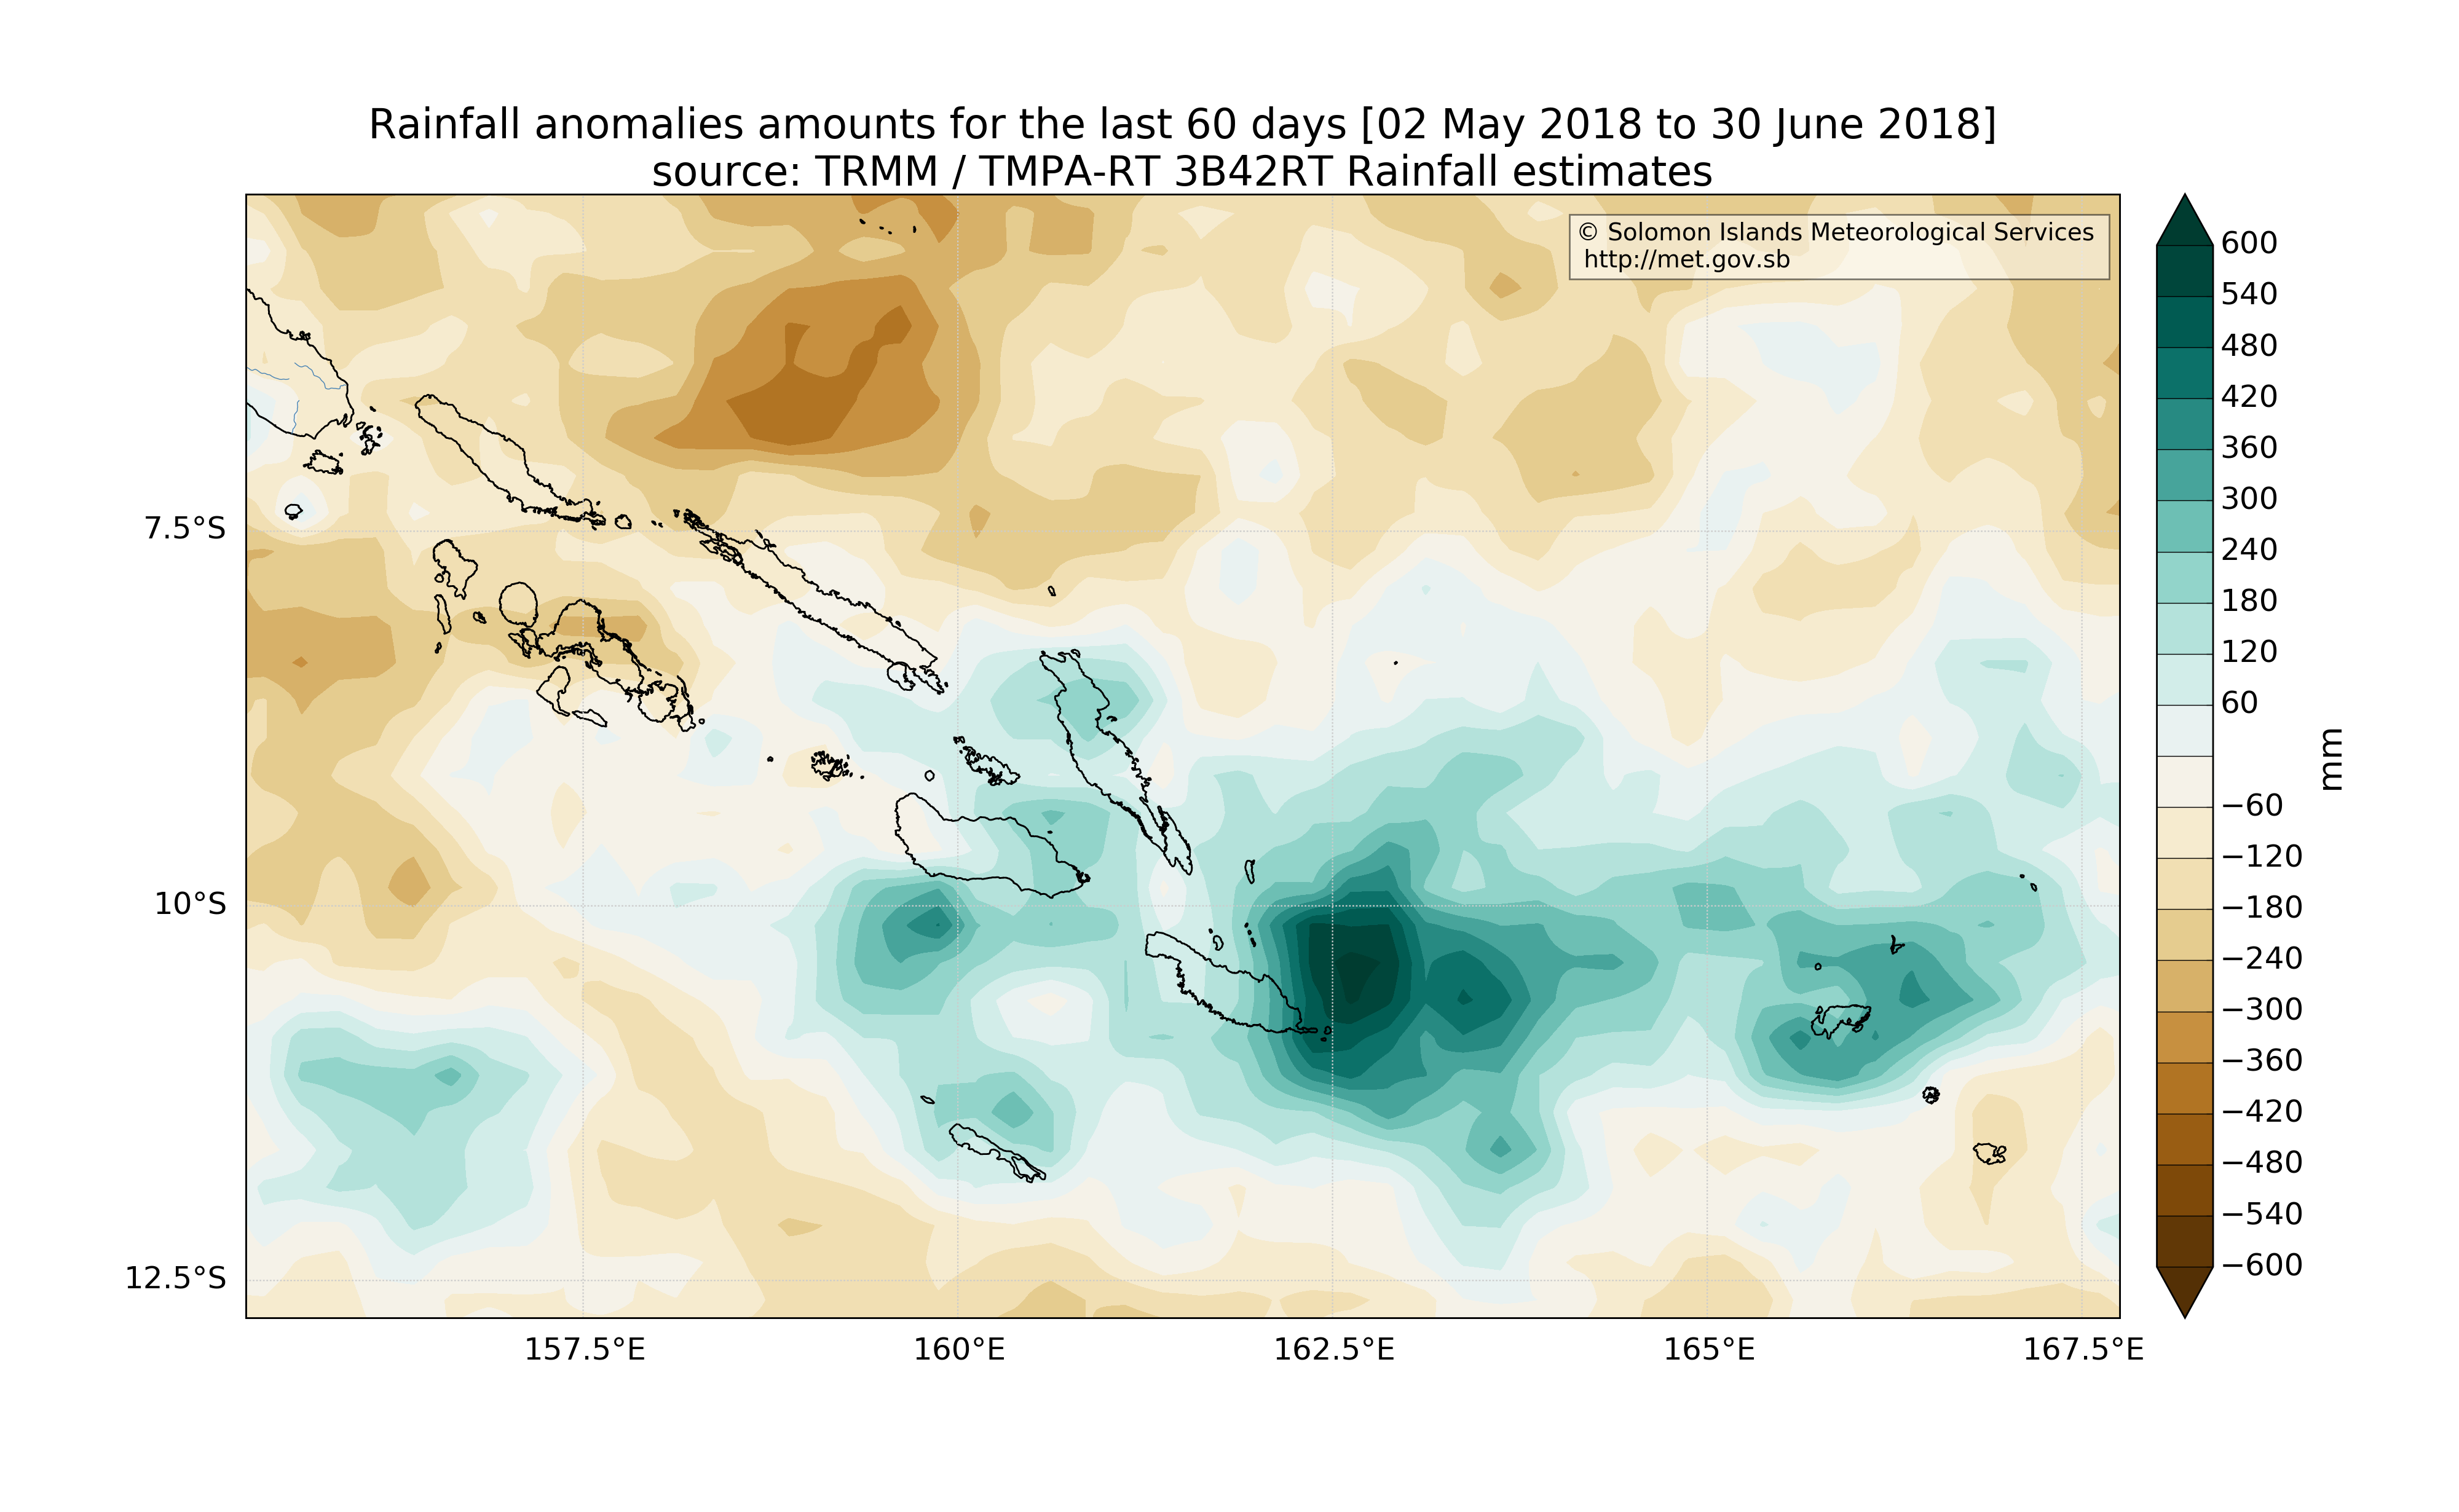 Rainfall anomalies amounts for the last 60 days [02 May 2018 to 30 June 2018]
source: TRMM / TMPA-RT 3B42RT Rainfall estimates
© Solomon Islands Meteorological Services
http://met.gov.sb
7.5°S
10°S
12.5°S
157.5°E
160°E
162.5°E
165°E
167.5°E
600
540
480
420
360
300
240
180
120
60
−60
−120
−180
−240
−300
−360
−420
−480
−540
−600
mm